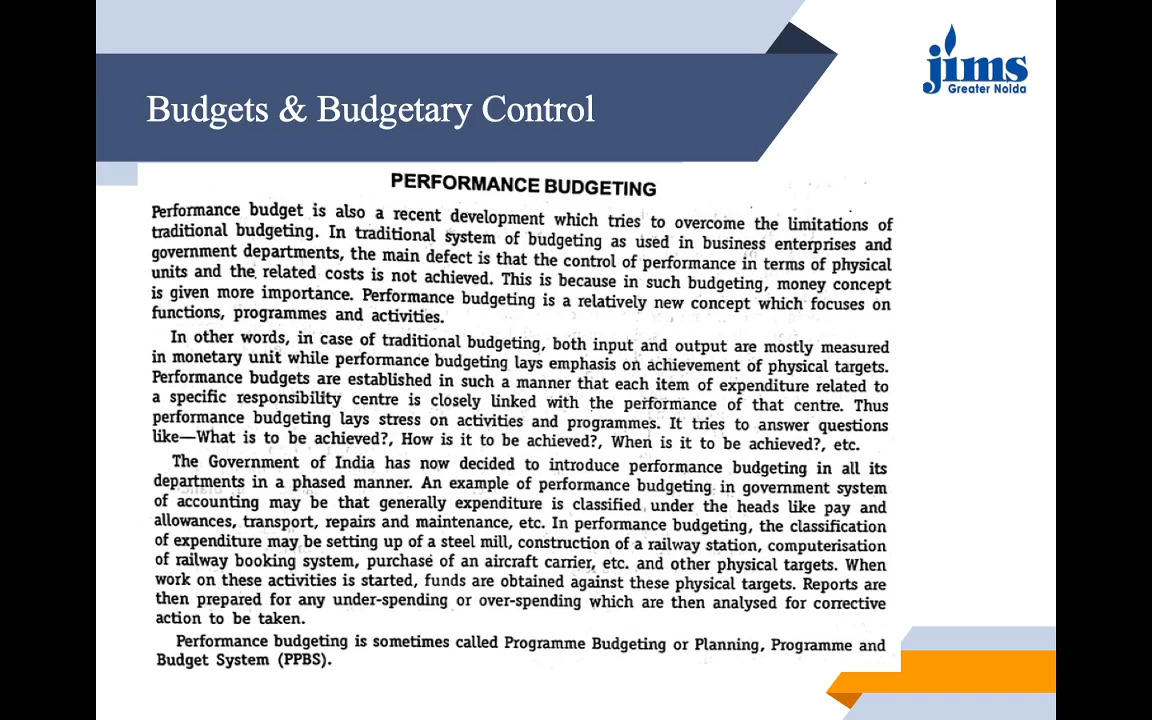 jims
Greater Noida
Budgets & Budgetary Control
PERFORMANCE BUDGETING
Performance budget is also a recent development which tries to overcome the limitations of
traditional budgeting. In traditional system of budgeting as used in business enterprises and
government departments, the main defect is that the control of performance in terms of physical
units and the related costs is not achieved. This is because in such budgeting, money concept
is given more importance. Performance budgeting is a relatively new concept which focuses on
functions, programmes and activities.
In other words, in case of traditional budgeting, both input and output are mostly measured
in monetary unit while performance budgeting lays emphasis on achievement of physical targets.
Performance budgets are established in such a manner that each item of expenditure related to
a specific responsibility centre is closely linked with the performance of that centre. Thus
performance budgeting lays stress on activities and programmes. It tries to answer questions
like—What is to be achieved?, How is it to be achieved?, When is it to be achieved?, etc.
The Government of India has now decided to introduce performance budgeting in all its
departments in a phased manner. An example of performance budgeting in government system
of accounting may be that generally expenditure is classified under the heads like pay and
allowances, transport, repairs and maintenance, etc. In performance budgeting, the classification
of expenditure may be setting up of a steel mill, construction of a railway station, computerisation
of railway booking system, purchase of an aircraft carrier, etc. and other physical targets. When
work on these activities is started, funds are obtained against these physical targets. Reports are
then prepared for any under-spending or over-spending which are then analysed for corrective
action to be taken.
Performance budgeting is sometimes called Programme Budgeting or Planning, Programme and
Budget System (PPBS).